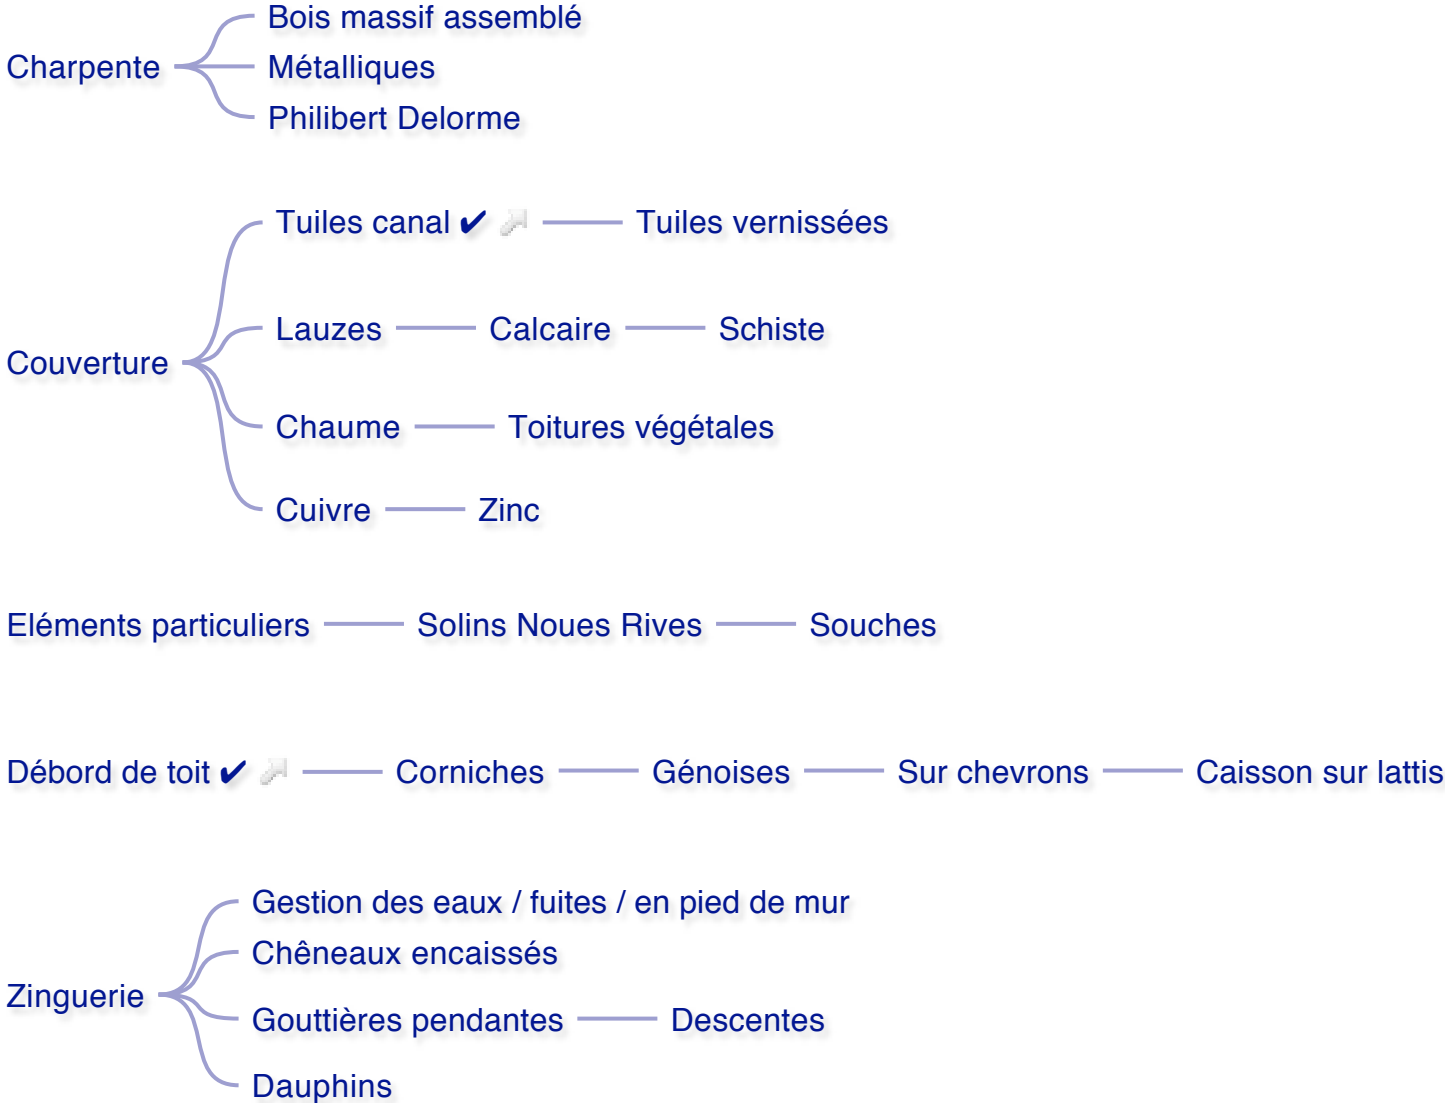 Charpente
Bois massif assemblé
Métalliques
Philibert Delorme
Couverture
Tuiles canal ✔ Tuiles vernissées
Lauzes Calcaire Schiste
Chaume Toitures végétales
Cuivre Zinc
Eléments particuliers Solins Noues Rives Souches
Débord de toit ✔ Corniches Génoises Sur chevrons Caisson sur lattis
Zinguerie
Gestion des eaux / fuites / en pied de mur
Chêneaux encaissés
Gouttières pendantes Descentes
Dauphins